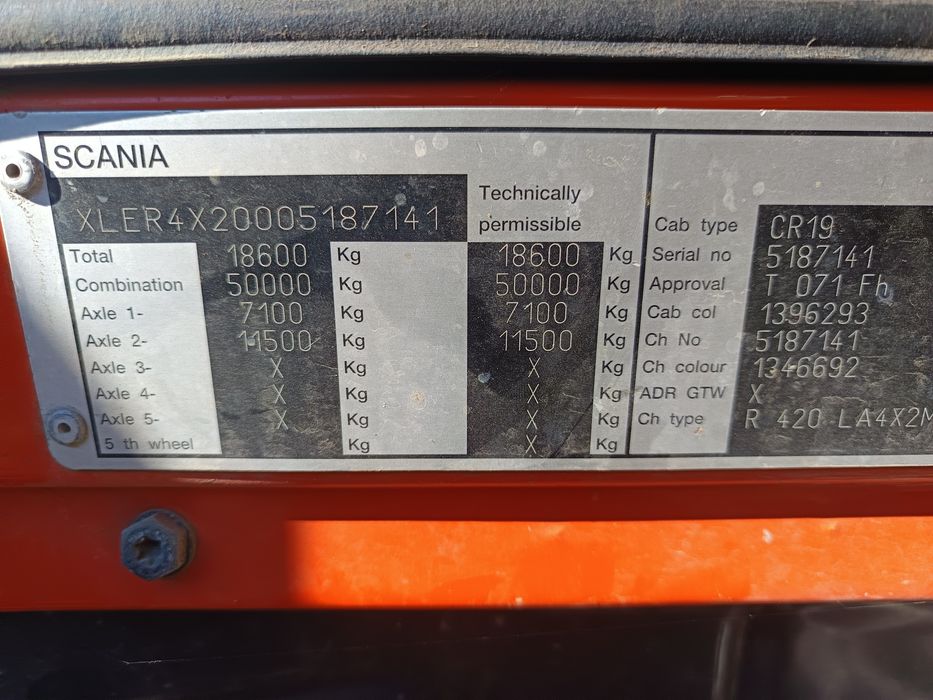 SCANIA
XLER4X20005187141
Technically
permissible
Total 18600 Kg 18600 Kg
Combination 50000 Kg 50000 Kg
Axle 1- 7100 Kg 7100 Kg
Axle 2- 11500 Kg 11500 Kg
Axle 3- X Kg X Kg
Axle 4- X Kg X Kg
Axle 5- X Kg X Kg
5 th wheel Kg X Kg
Cab type CR19
Serial no 5187141
Approval T 071 Fh
Cab col 1396293
Ch No 5187141
Ch colour 1346692
ADR GTW X
Ch type R 420 LA4X2M